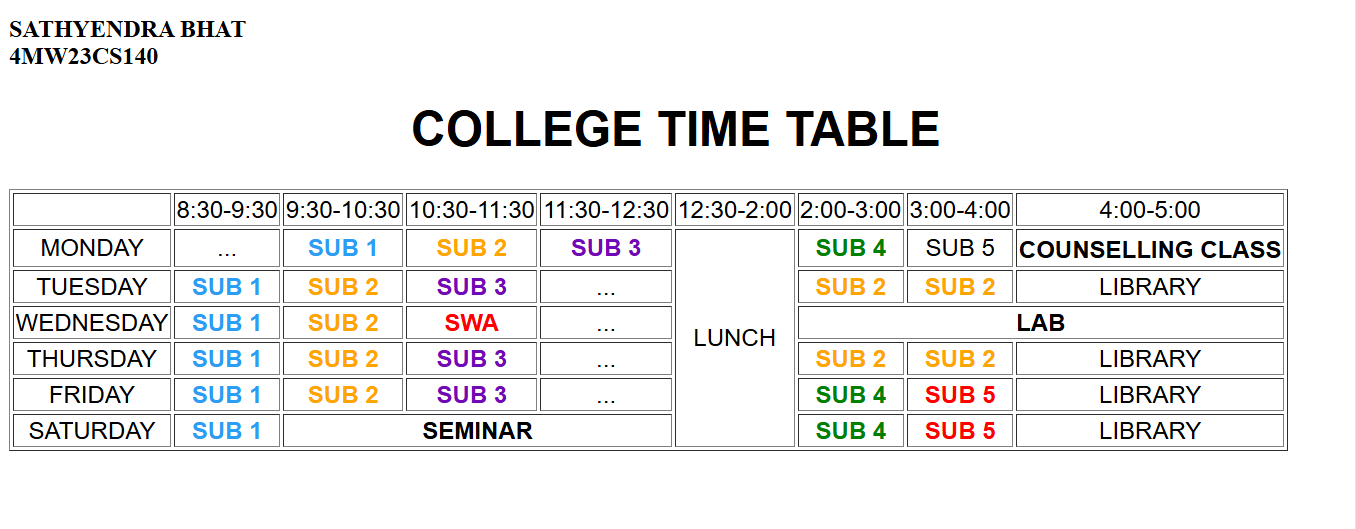 SATHYENDRA BHAT
4MW23CS140
COLLEGE TIME TABLE
8:30-9:30 9:30-10:30 10:30-11:30 11:30-12:30 12:30-2:00 2:00-3:00 3:00-4:00 4:00-5:00
MONDAY ... SUB 1 SUB 2 SUB 3 LUNCH SUB 4 SUB 5 COUNSELLING CLASS
TUESDAY SUB 1 SUB 2 SUB 3 ... SUB 2 SUB 2 LIBRARY
WEDNESDAY SUB 1 SUB 2 SWA ... LAB
THURSDAY SUB 1 SUB 2 SUB 3 ... SUB 2 SUB 2 LIBRARY
FRIDAY SUB 1 SUB 2 SUB 3 ... SUB 4 SUB 5 LIBRARY
SATURDAY SUB 1 SEMINAR SUB 4 SUB 5 LIBRARY